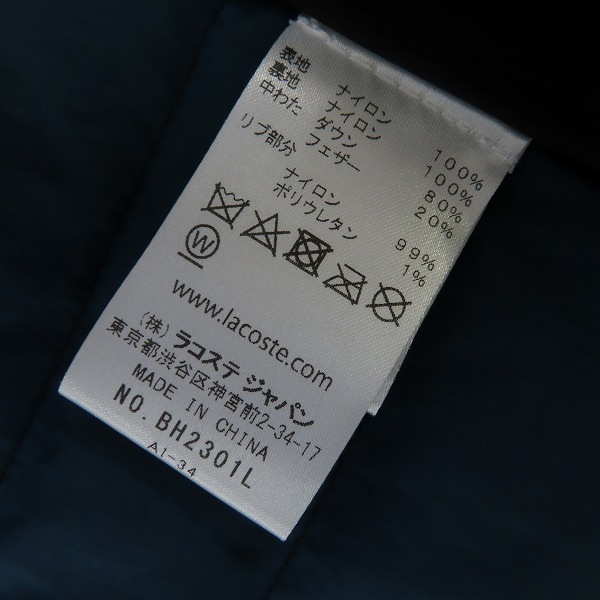 表地 ナイロン 100%
裏地 ナイロン 100%
中わた ダウン 80%
フェザー 20%
リブ部分
ナイロン 99%
ポリウレタン 1%
W
www.lacoste.com
(株) ラコステ ジャパン
東京都渋谷区神宮前2-34-17
MADE IN CHINA
NO. BH2301L
A1-34